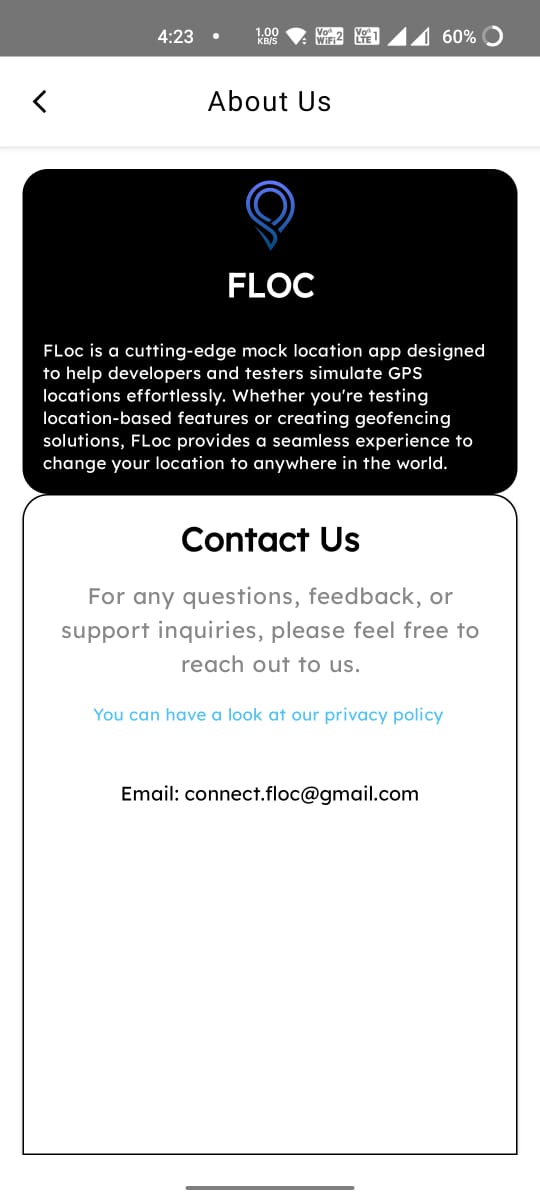 4:23 • 1.00 KB/S Vo WiFi 2 Vo LTE 1 60%
About Us
FLOC
FLoc is a cutting-edge mock location app designed
to help developers and testers simulate GPS
locations effortlessly. Whether you're testing
location-based features or creating geofencing
solutions, FLoc provides a seamless experience to
change your location to anywhere in the world.
Contact Us
For any questions, feedback, or
support inquiries, please feel free to
reach out to us.
You can have a look at our privacy policy
Email: connect.floc@gmail.com